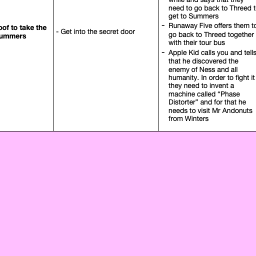 while and says that they
need to go back to Threed t
get to Summers
oof to take the
ummers
- Get into the secret door
- Runaway Five offers them to
go back to Threed together
with their tour bus
- Apple Kid calls you and tells
that he discovered the
enemy of Ness and all
humanity. In order to fight it
they need to invent a
machine called "Phase
Distorter" and for that he
needs to visit Mr Andonuts
from Winters